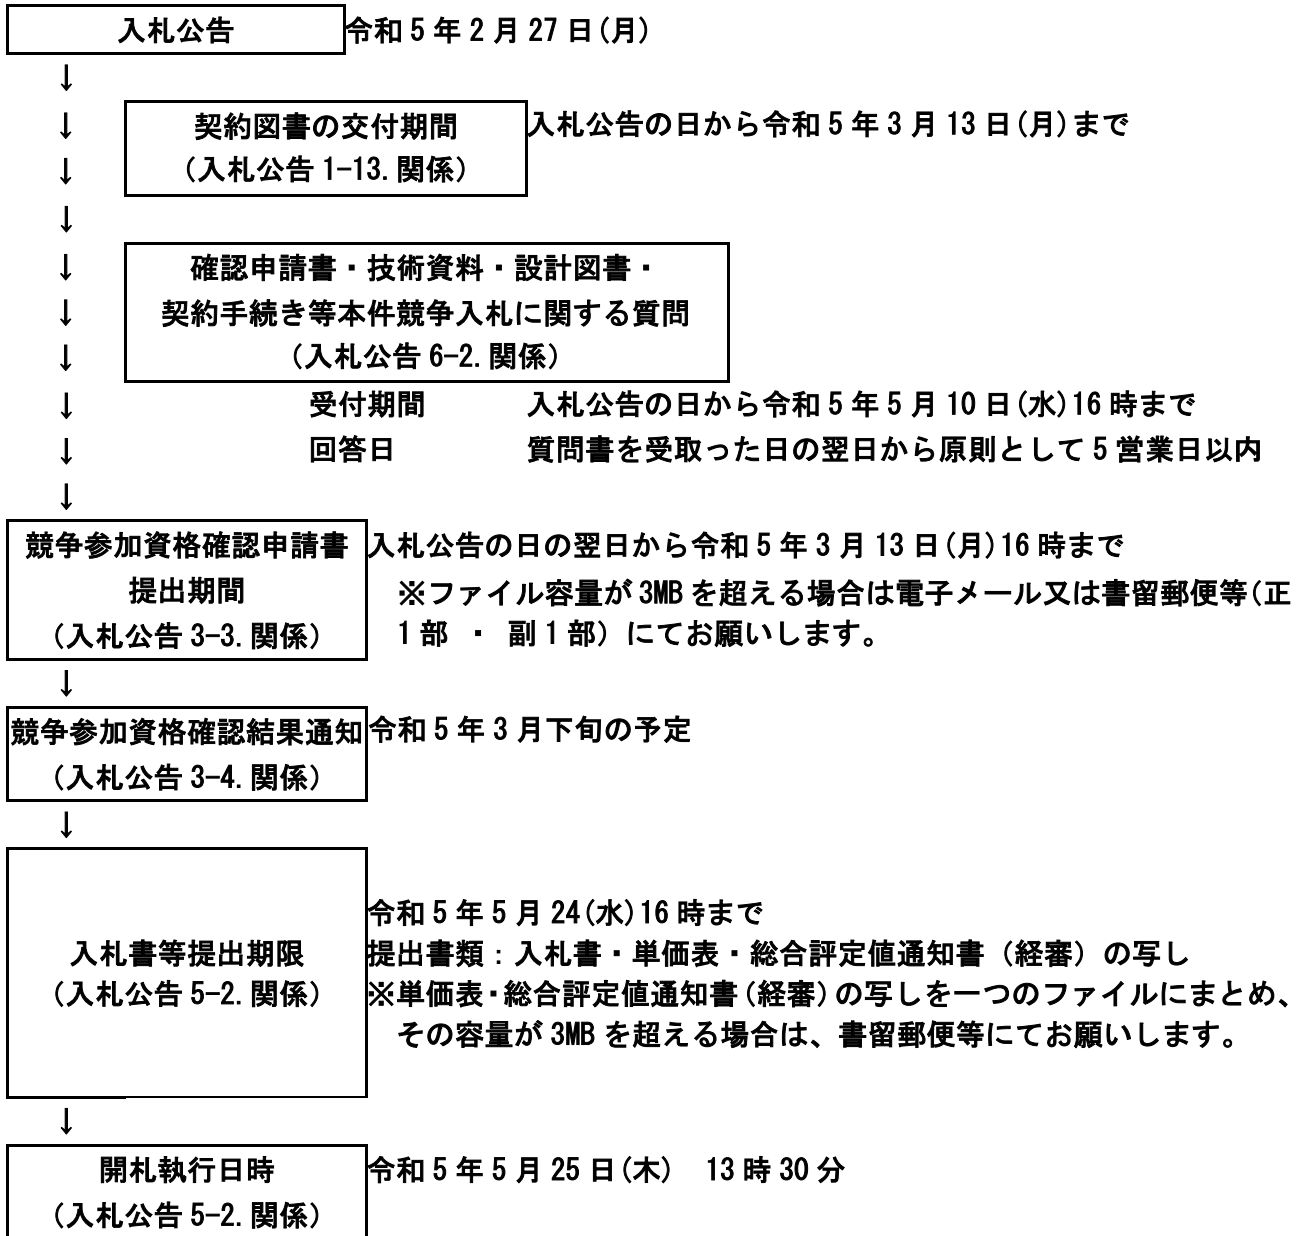 入札公告 令和5年2月27日(月)
↓
↓ 契約図書の交付期間 入札公告の日から令和5年3月13日(月)まで
↓ (入札公告1-13.関係)
↓
↓ 確認申請書・技術資料・設計図書・
↓ 契約手続き等本件競争入札に関する質問
↓ (入札公告6-2.関係)
↓ 受付期間 入札公告の日から令和5年5月10日(水)16時まで
↓ 回答日 質問書を受取った日の翌日から原則として5営業日以内
↓
競争参加資格確認申請書 入札公告の日の翌日から令和5年3月13日(月)16時まで
提出期間 ※ファイル容量が3MBを超える場合は電子メール又は書留郵便等(正
(入札公告3-3.関係) 1部 ・ 副1部)にてお願いします。
↓
競争参加資格確認結果通知 令和5年3月下旬の予定
(入札公告3-4.関係)
↓
令和5年5月24(水)16時まで
入札書等提出期限 提出書類:入札書・単価表・総合評定値通知書(経審)の写し
(入札公告5-2.関係) ※単価表・総合評定値通知書(経審)の写しを一つのファイルにまとめ、
その容量が3MBを超える場合は、書留郵便等にてお願いします。
↓
開札執行日時 令和5年5月25日(木) 13時30分
(入札公告5-2.関係)